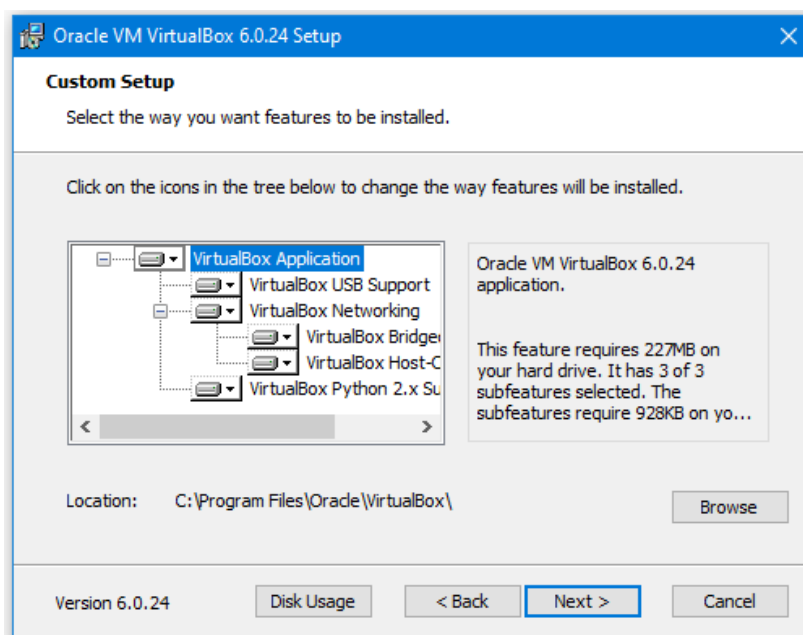 Oracle VM VirtualBox 6.0.24 Setup
Custom Setup
Select the way you want features to be installed.
Click on the icons in the tree below to change the way features will be installed.
VirtualBox Application
VirtualBox USB Support
VirtualBox Networking
VirtualBox Bridge
VirtualBox Host-C
VirtualBox Python 2.x Su
Oracle VM VirtualBox 6.0.24
application.
This feature requires 227MB on
your hard drive. It has 3 of 3
subfeatures selected. The
subfeatures require 928KB on yo...
Location: C:\Program Files\Oracle\VirtualBox\
Browse
Version 6.0.24
Disk Usage
< Back
Next >
Cancel